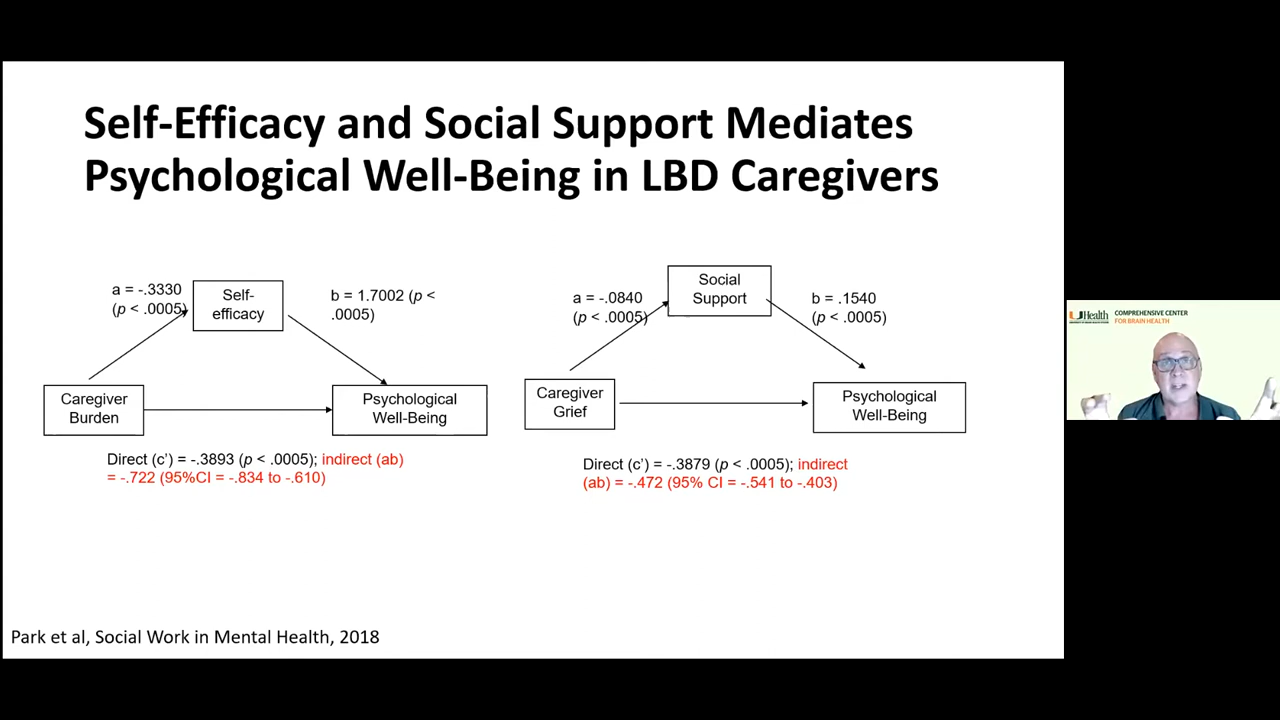 Self-Efficacy and Social Support Mediates
Psychological Well-Being in LBD Caregivers
a = -.3330
(p < .0005)
Self-
efficacy
b = 1.7002 (p <
.0005)
Caregiver
Burden
Psychological
Well-Being
Direct (c’) = -.3893 (p < .0005); indirect (ab)
= -.722 (95%CI = -.834 to -.610)
a = -.0840
(p < .0005)
Social
Support
b = .1540
(p < .0005)
Caregiver
Grief
Psychological
Well-Being
Direct (c’) = -.3879 (p < .0005); indirect
(ab) = -.472 (95% CI = -.541 to -.403)
Park et al, Social Work in Mental Health, 2018
UHealth
COMPREHENSIVE CENTER
FOR BRAIN HEALTH